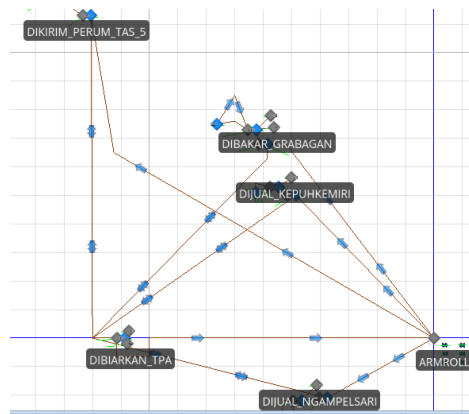 DIKIRIM_PERUM_TAS_5
DIBAKAR_GRABAGAN
DIJUAL_KEPUHKEMIRI
DIBIARKAN_TPA
ARMROLL
DIJUAL_NGAMPELSARI